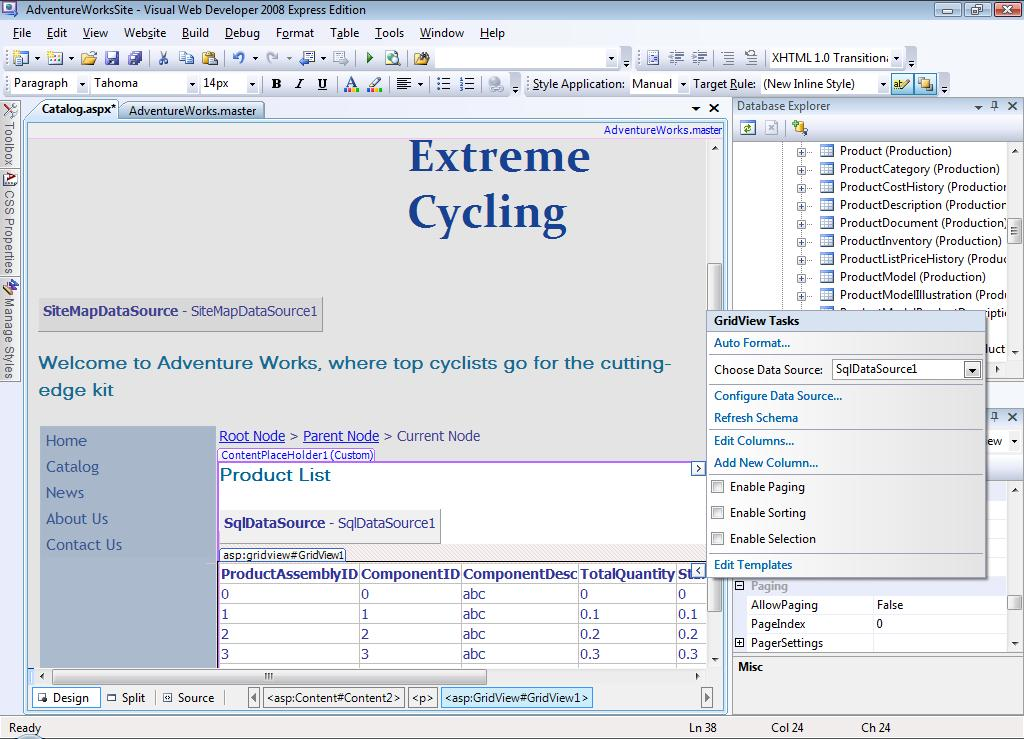 AdventureWorksSite - Visual Web Developer 2008 Express Edition
File Edit View Website Build Debug Format Table Tools Window Help
XHTML 1.0 Transitiona
Paragraph Tahoma 14px B I U Style Application: Manual Target Rule: (New Inline Style)
Toolbox
CSS Properties
Manage Styles
Catalog.aspx* AdventureWorks.master
AdventureWorks.master
Extreme
Cycling
SiteMapDataSource - SiteMapDataSource1
Welcome to Adventure Works, where top cyclists go for the cutting-
edge kit
Home
Catalog
News
About Us
Contact Us
Root Node > Parent Node > Current Node
ContentPlaceHolder1 (Custom)
Product List
SqlDataSource - SqlDataSource1
asp:gridview#GridView1
ProductAssemblyID ComponentID ComponentDesc TotalQuantity Sta
0 0 abc 0 0
1 1 abc 0.1 0.1
2 2 abc 0.2 0.2
3 3 abc 0.3 0.3
Design Split Source <asp:Content#Content2> <p> <asp:GridView#GridView1>
Database Explorer
Product (Production)
ProductCategory (Production)
ProductCostHistory (Production
ProductDescription (Production
ProductDocument (Production)
ProductInventory (Production)
ProductListPriceHistory (Produc
ProductModel (Production)
ProductModelIllustration (Produ
GridView Tasks
Auto Format...
Choose Data Source: SqlDataSource1
Configure Data Source...
Refresh Schema
Edit Columns...
Add New Column...
Enable Paging
Enable Sorting
Enable Selection
Edit Templates
Paging
AllowPaging False
PageIndex 0
PagerSettings
Misc
Ready Ln 38 Col 24 Ch 24